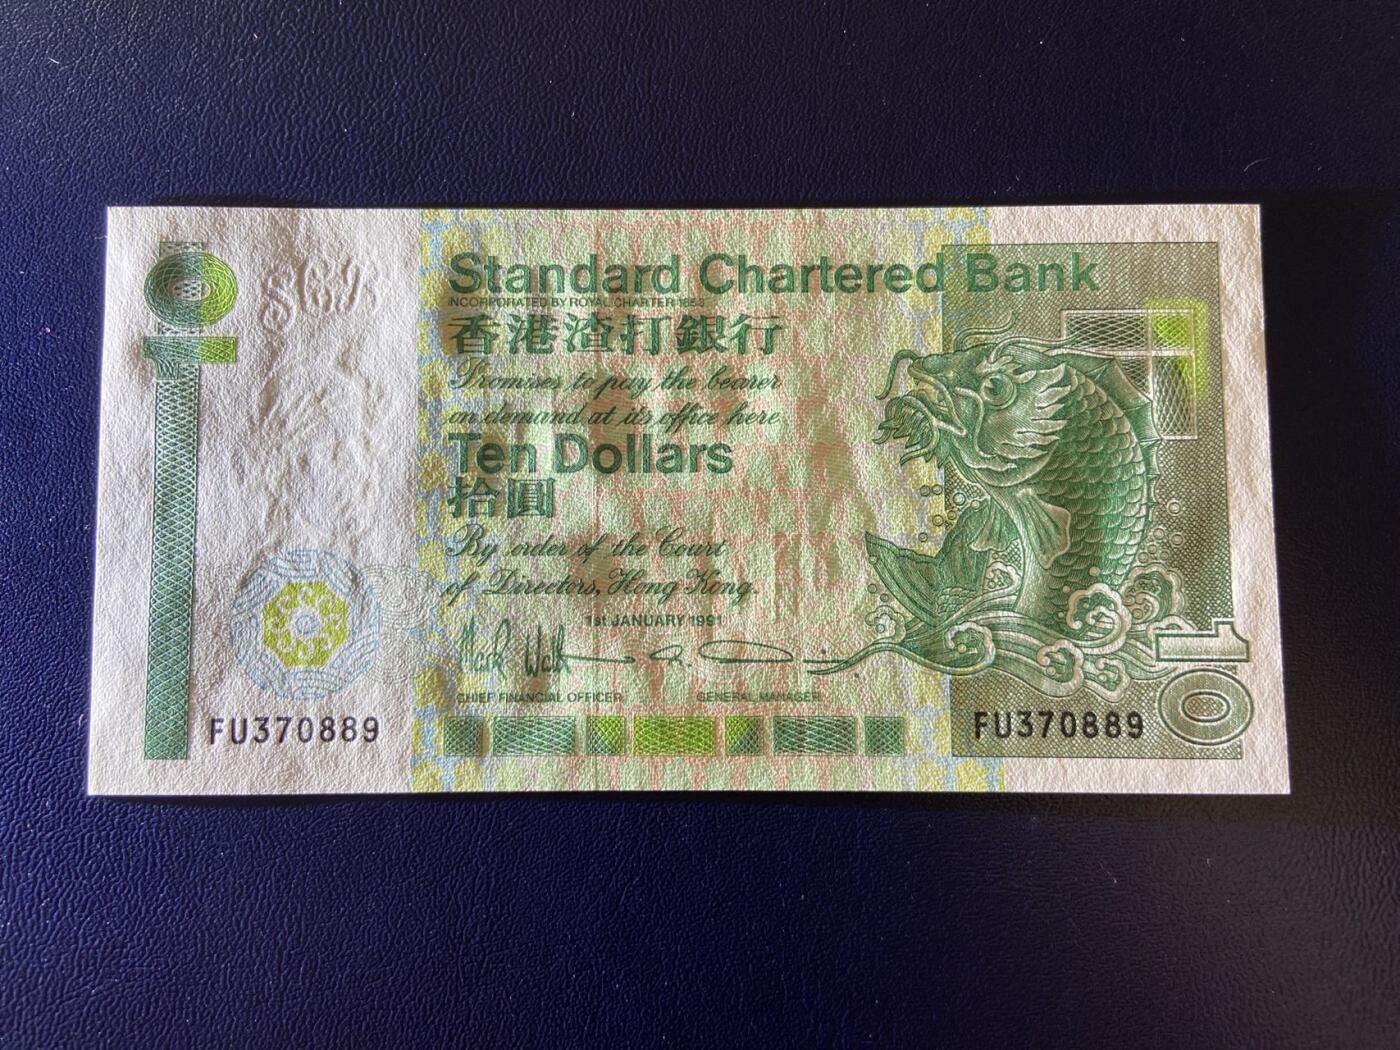 10
SCB
Standard Chartered Bank
INCORPORATED BY ROYAL CHARTER 1853
香港渣打銀行
Promises to pay the bearer
on demand at its office here
Ten Dollars
拾圓
By order of the Court
of Directors, Hong Kong.
1st JANUARY 1991
CHIEF FINANCIAL OFFICER
GENERAL MANAGER
FU370889
FU370889
10